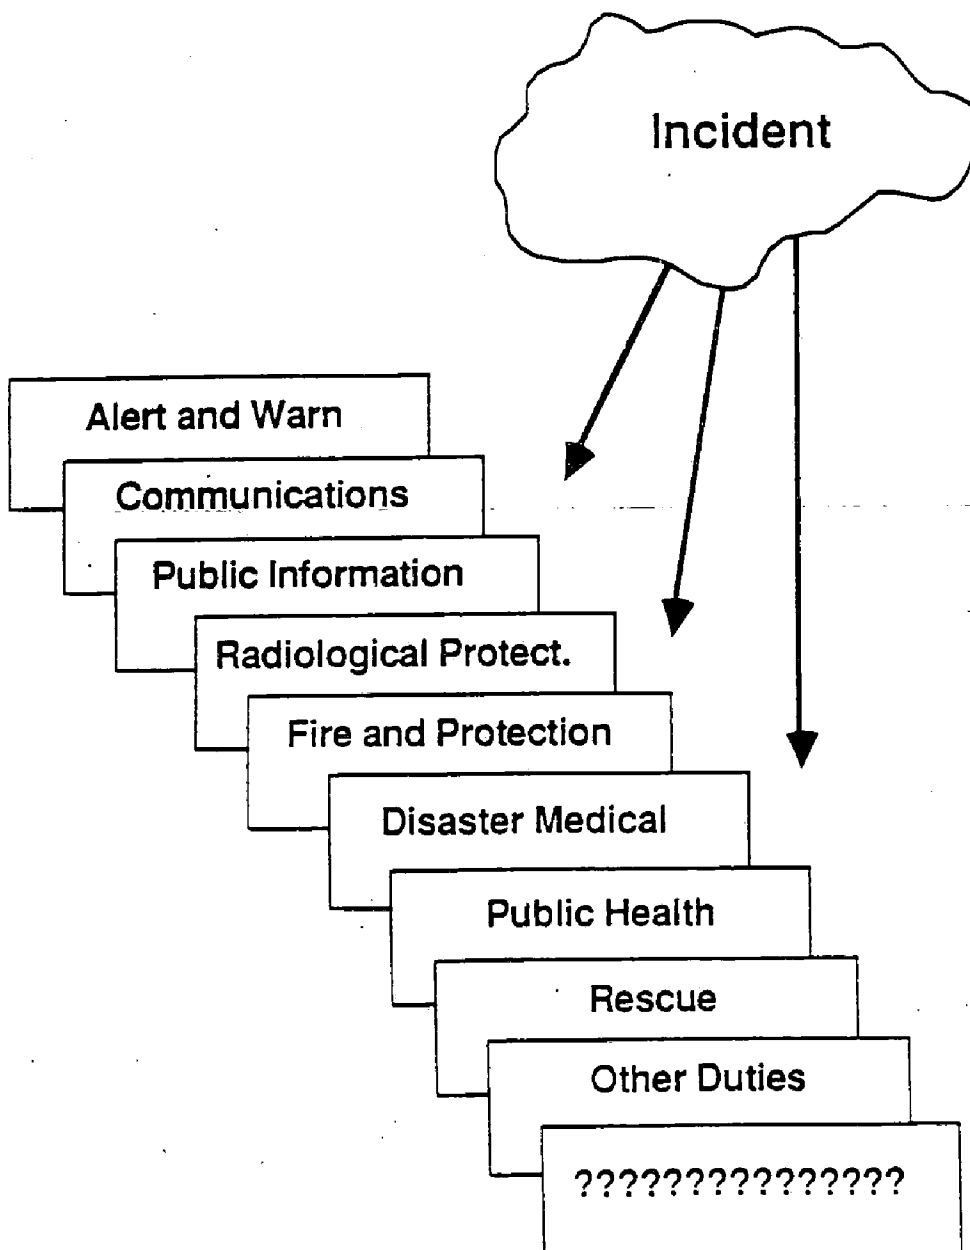 Incident
Alert and Warn
Communications
Public Information
Radiological Protect.
Fire and Protection
Disaster Medical
Public Health
Rescue
Other Duties
???????????????